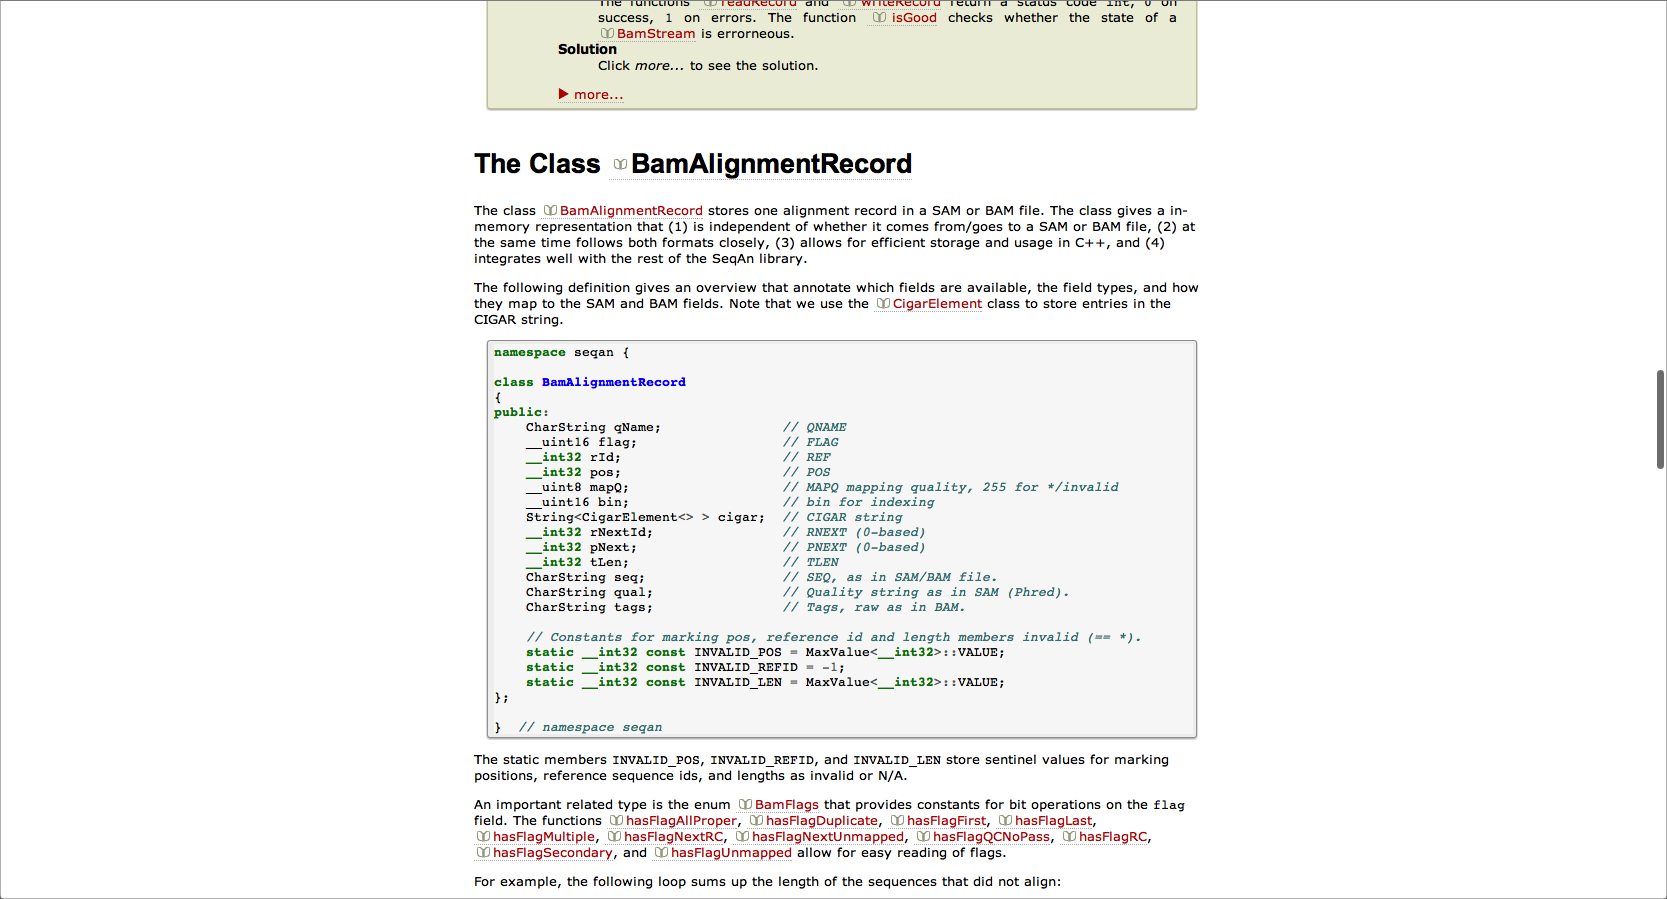 The functions readRecord and writeRecord return a status code int, 0 on
success, 1 on errors. The function isGood checks whether the state of a
BamStream is errorneous.
Solution
Click more... to see the solution.
▶ more...
The Class BamAlignmentRecord
The class BamAlignmentRecord stores one alignment record in a SAM or BAM file. The class gives a in-
memory representation that (1) is independent of whether it comes from/goes to a SAM or BAM file, (2) at
the same time follows both formats closely, (3) allows for efficient storage and usage in C++, and (4)
integrates well with the rest of the SeqAn library.
The following definition gives an overview that annotate which fields are available, the field types, and how
they map to the SAM and BAM fields. Note that we use the CigarElement class to store entries in the
CIGAR string.
namespace seqan {
class BamAlignmentRecord
{
public:
CharString qName; // QNAME
__uint16 flag; // FLAG
__int32 rId; // REF
__int32 pos; // POS
__uint8 mapQ; // MAPQ mapping quality, 255 for */invalid
__uint16 bin; // bin for indexing
String<CigarElement<> > cigar; // CIGAR string
__int32 rNextId; // RNEXT (0-based)
__int32 pNext; // PNEXT (0-based)
__int32 tLen; // TLEN
CharString seq; // SEQ, as in SAM/BAM file.
CharString qual; // Quality string as in SAM (Phred).
CharString tags; // Tags, raw as in BAM.
// Constants for marking pos, reference id and length members invalid (== *).
static __int32 const INVALID_POS = MaxValue<__int32>::VALUE;
static __int32 const INVALID_REFID = -1;
static __int32 const INVALID_LEN = MaxValue<__int32>::VALUE;
};
} // namespace seqan
The static members INVALID_POS, INVALID_REFID, and INVALID_LEN store sentinel values for marking
positions, reference sequence ids, and lengths as invalid or N/A.
An important related type is the enum BamFlags that provides constants for bit operations on the flag
field. The functions hasFlagAllProper, hasFlagDuplicate, hasFlagFirst, hasFlagLast,
hasFlagMultiple, hasFlagNextRC, hasFlagNextUnmapped, hasFlagQCNoPass, hasFlagRC,
hasFlagSecondary, and hasFlagUnmapped allow for easy reading of flags.
For example, the following loop sums up the length of the sequences that did not align: